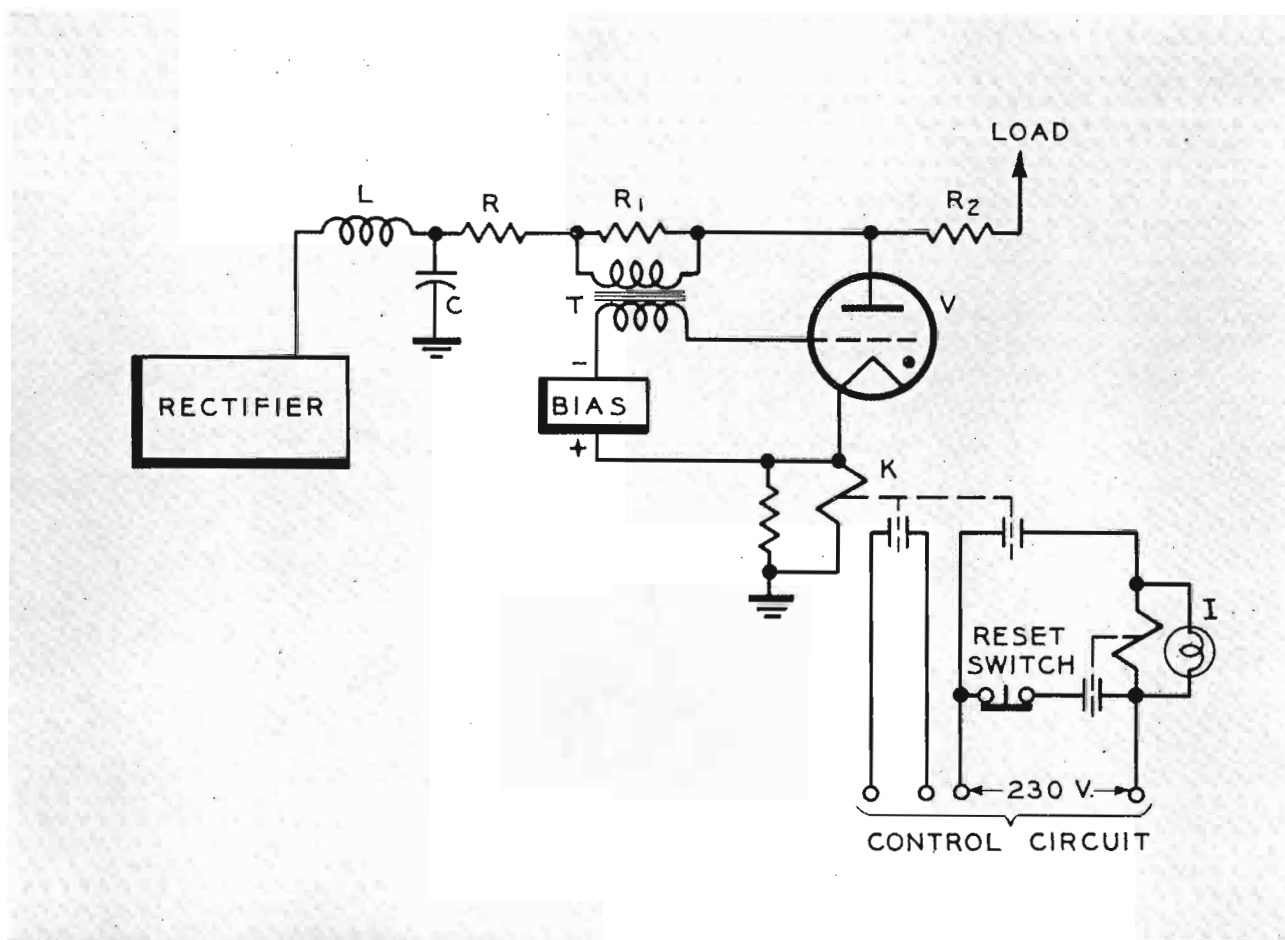 LOAD
L
R
R1
R2
C
T
V
RECTIFIER
-
BIAS
+
K
RESET
SWITCH
I
230 V.
CONTROL CIRCUIT